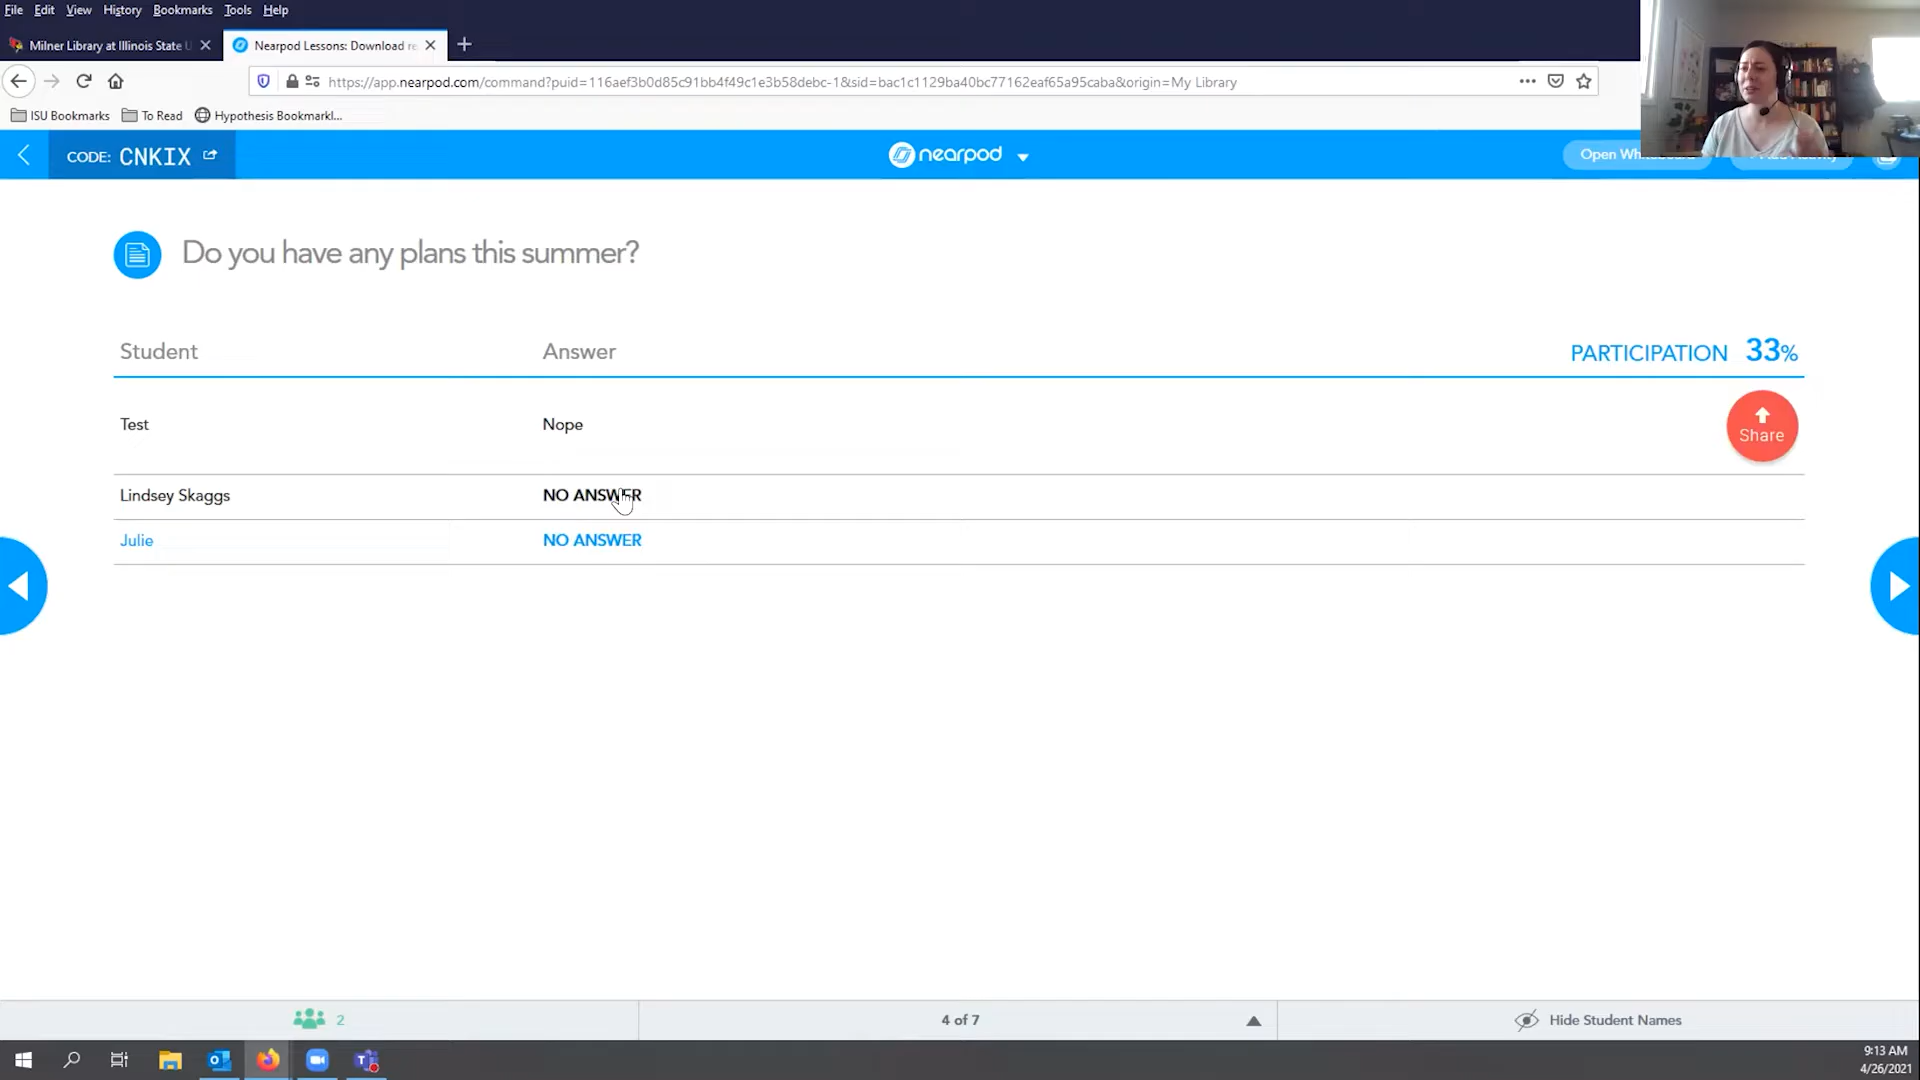 File Edit View History Bookmarks Tools Help
Milner Library at Illinois State U
Nearpod Lessons: Download re
https://app.nearpod.com/command?puid=116aef3b0d85c91bb4f49c1e3b58debc-1&sid=bac1c1129ba40bc77162eaf65a95caba&origin=My Library
ISU Bookmarks To Read Hypothesis Bookmarkl...
CODE: CNKIX
nearpod
Open
Do you have any plans this summer?
Student Answer PARTICIPATION 33%
Test Nope
Share
Lindsey Skaggs NO ANSWER
Julie NO ANSWER
2
4 of 7
Hide Student Names
9:13 AM
4/26/2021